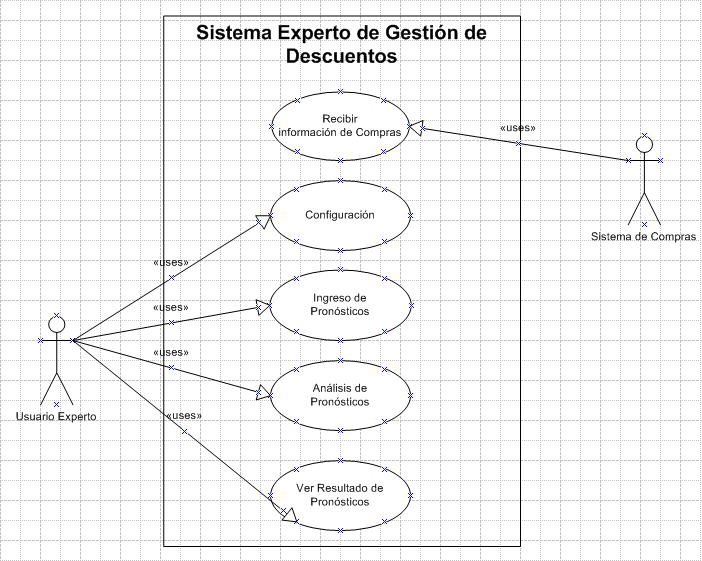 Sistema Experto de Gestión de
Descuentos
Recibir
información de Compras
«uses»
Sistema de Compras
Configuración
«uses»
Ingreso de
Pronósticos
«uses»
Usuario Experto
«uses»
Análisis de
Pronósticos
«uses»
Ver Resultado de
Pronósticos